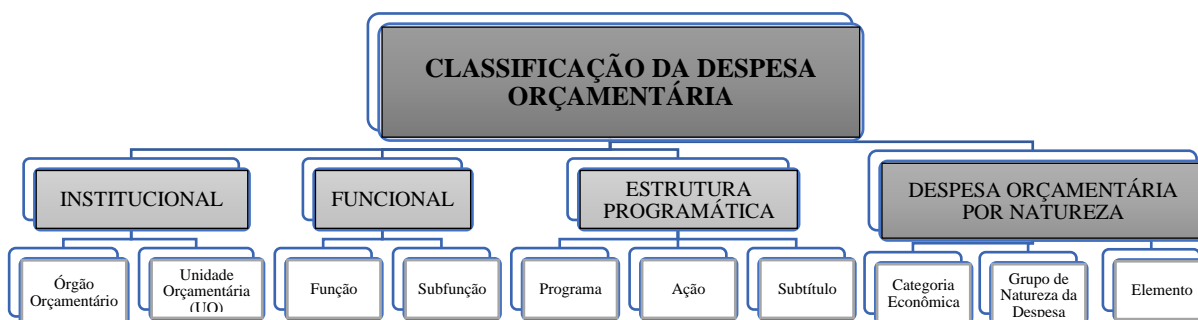 CLASSIFICAÇÃO DA DESPESA
ORÇAMENTÁRIA
INSTITUCIONAL
FUNCIONAL
ESTRUTURA
PROGRAMÁTICA
DESPESA ORÇAMENTÁRIA
POR NATUREZA
Órgão
Orçamentário
Unidade
Orçamentária
(UO)
Função
Subfunção
Programa
Ação
Subtítulo
Categoria
Econômica
Grupo de
Natureza da
Despesa
Elemento